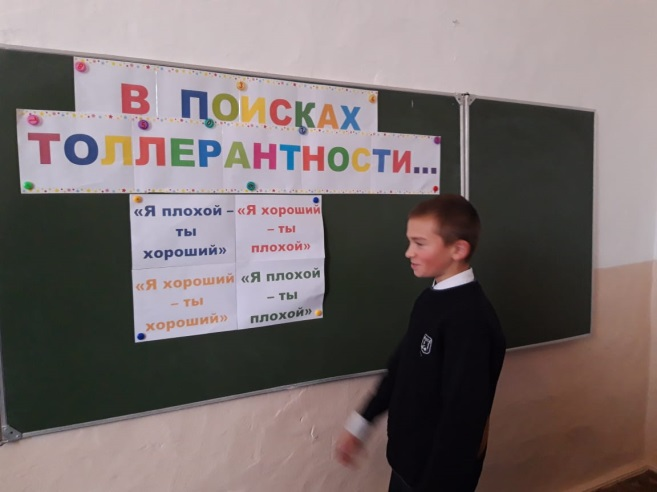 В ПОИСКАХ
ТОЛЛЕРАНТНОСТИ...
«Я плохой –
ты
хороший»
«Я хороший
– ты
плохой»
«Я хороший
– ты
хороший»
«Я плохой
– ты
плохой»